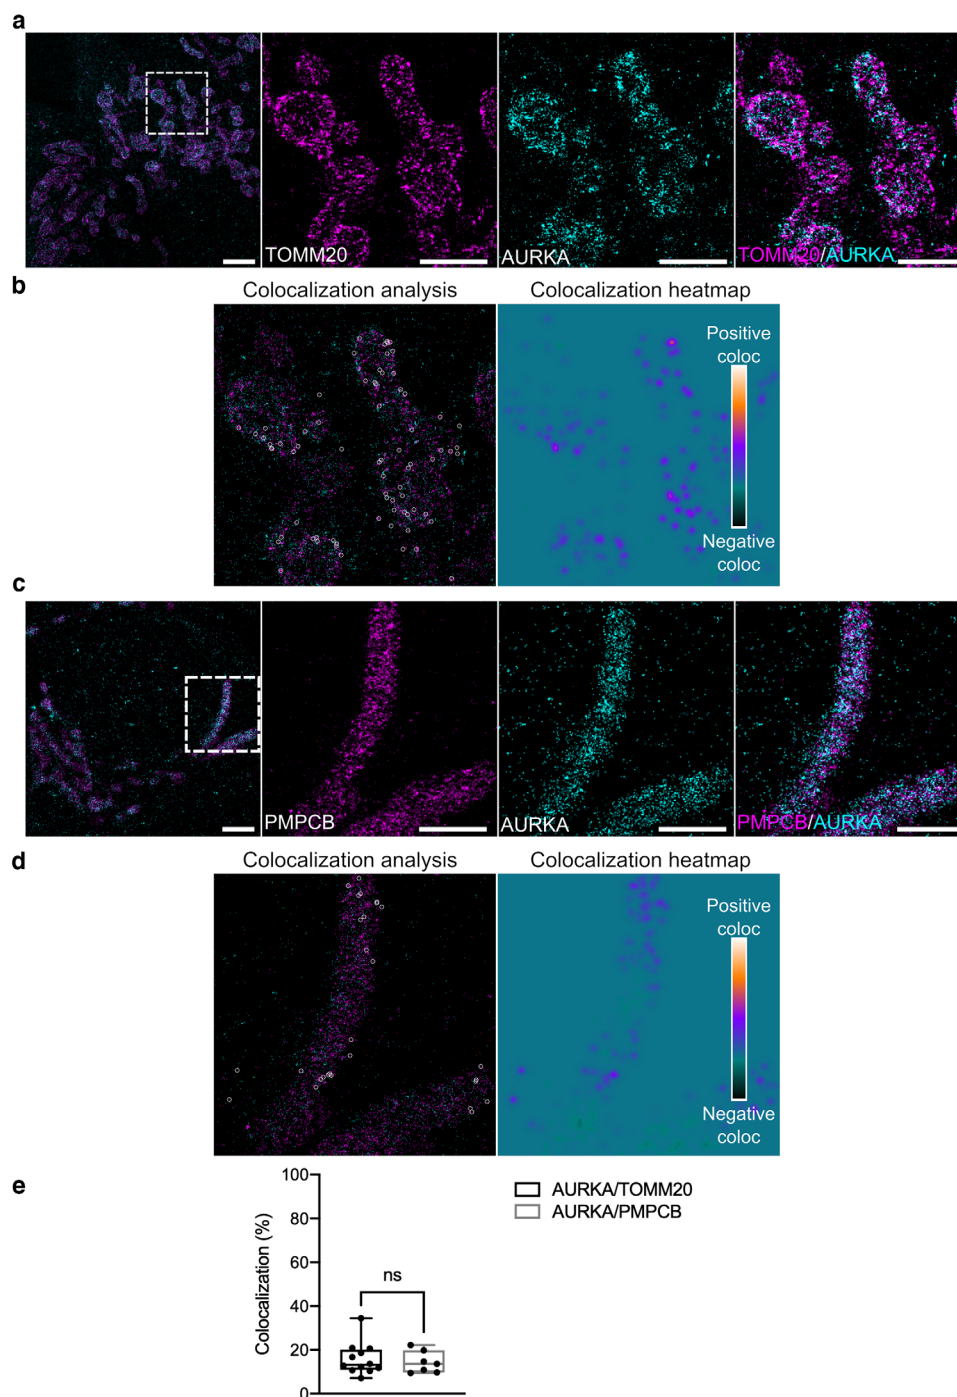 a
TOMM20
AURKA
TOMM20/AURKA
b
Colocalization analysis
Colocalization heatmap
Positive
coloc
Negative
coloc
c
PMPCB
AURKA
PMPCB/AURKA
d
Colocalization analysis
Colocalization heatmap
Positive
coloc
Negative
coloc
e
Colocalization (%)
100
80
60
40
20
0
ns
AURKA/TOMM20
AURKA/PMPCB